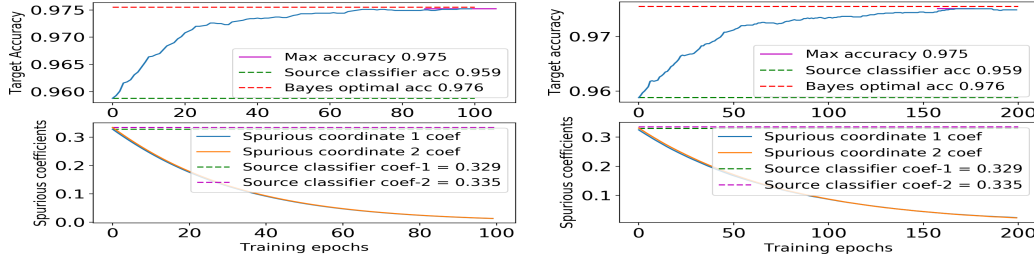 Target Accuracy
0.975
0.970
0.965
0.960
Max accuracy 0.975
Source classifier acc 0.959
Bayes optimal acc 0.976
0 20 40 60 80 100
Spurious coefficients
0.3
0.2
0.1
0.0
Spurious coordinate 1 coef
Spurious coordinate 2 coef
Source classifier coef-1 = 0.329
Source classifier coef-2 = 0.335
0 20 40 60 80 100
Training epochs
Target accuracy
0.97
0.96
Max accuracy 0.975
Source classifier acc 0.959
Bayes optimal acc 0.976
0 50 100 150 200
Spurious coefficients
0.3
0.2
0.1
Spurious coordinate 1 coef
Spurious coordinate 2 coef
Source classifier coef-1 = 0.329
Source classifier coef-2 = 0.335
0 50 100 150 200
Training epochs